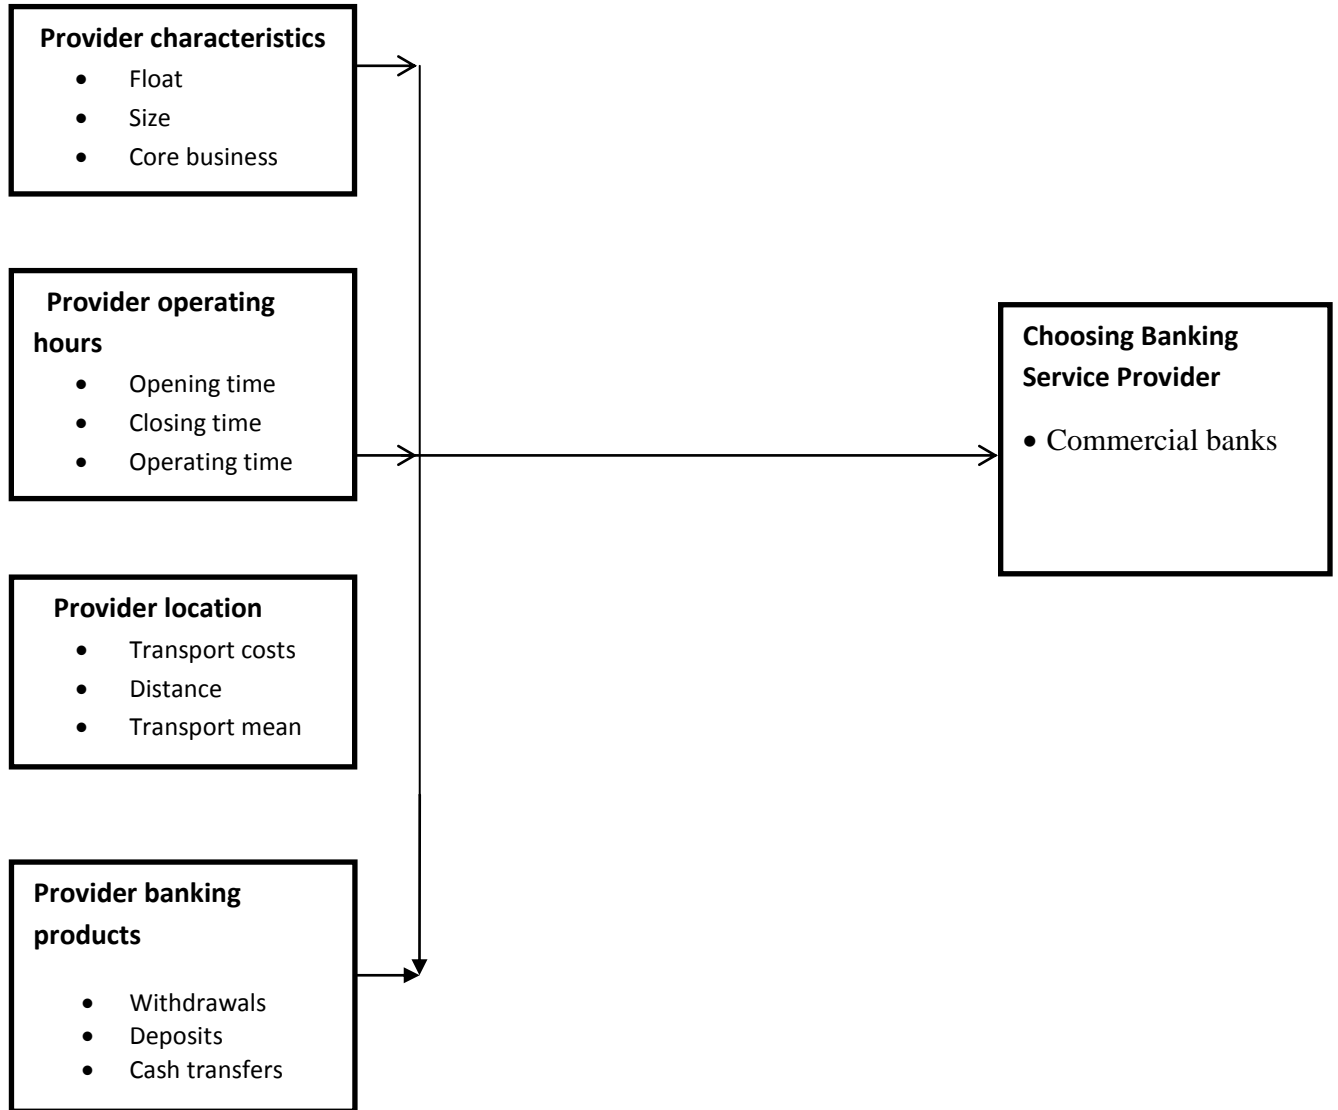 Provider characteristics
• Float
• Size
• Core business
Provider operating
hours
• Opening time
• Closing time
• Operating time
Provider location
• Transport costs
• Distance
• Transport mean
Provider banking
products
• Withdrawals
• Deposits
• Cash transfers
Choosing Banking
Service Provider
• Commercial banks